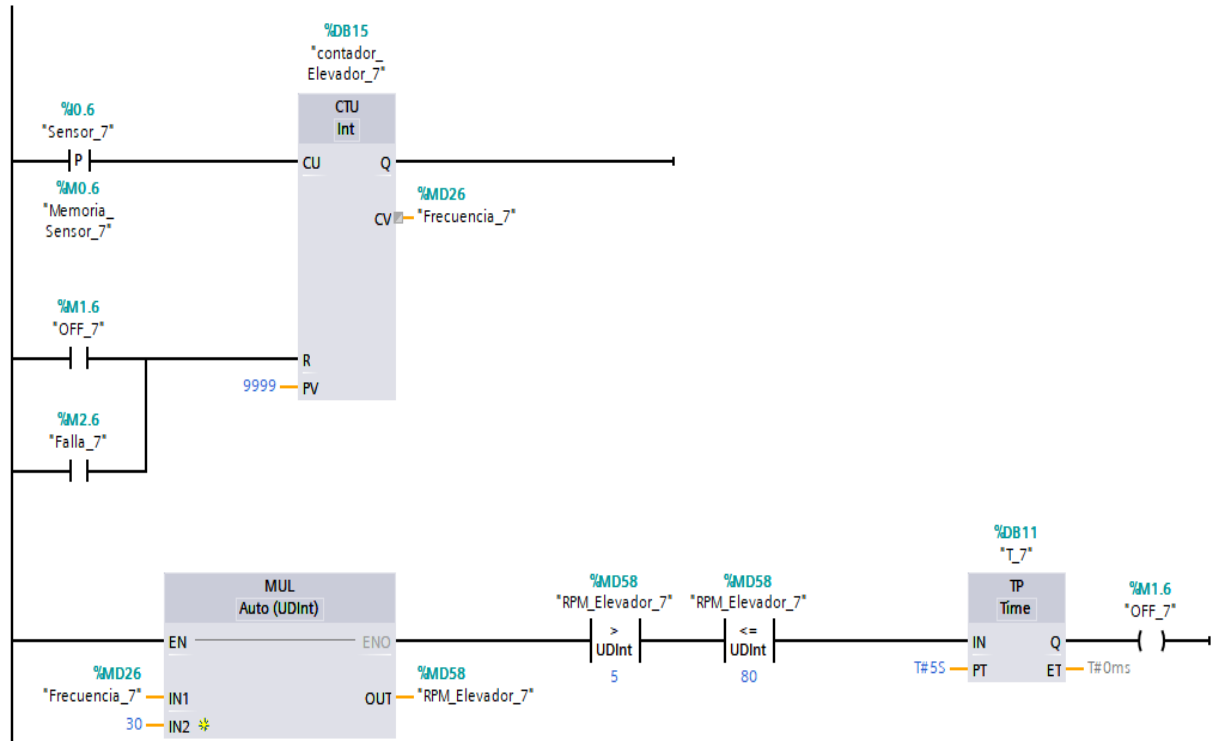 %DB15
"contador_
Elevador_7"
CTU
Int
%I0.6
"Sensor_7"
P
CU
Q
%M0.6
"Memoria_
Sensor_7"
%MD26
CV
"Frecuencia_7"
%M1.6
"OFF_7"
R
9999
PV
%M2.6
"Falla_7"
%DB11
"T_7"
MUL
Auto (UDInt)
%MD58
"RPM_Elevador_7"
%MD58
"RPM_Elevador_7"
TP
Time
%M1.6
"OFF_7"
EN
ENO
>
UDInt
5
<=
UDInt
80
IN
Q
T#5S
PT
ET
T#0ms
%MD26
"Frecuencia_7"
IN1
%MD58
OUT
"RPM_Elevador_7"
30
IN2